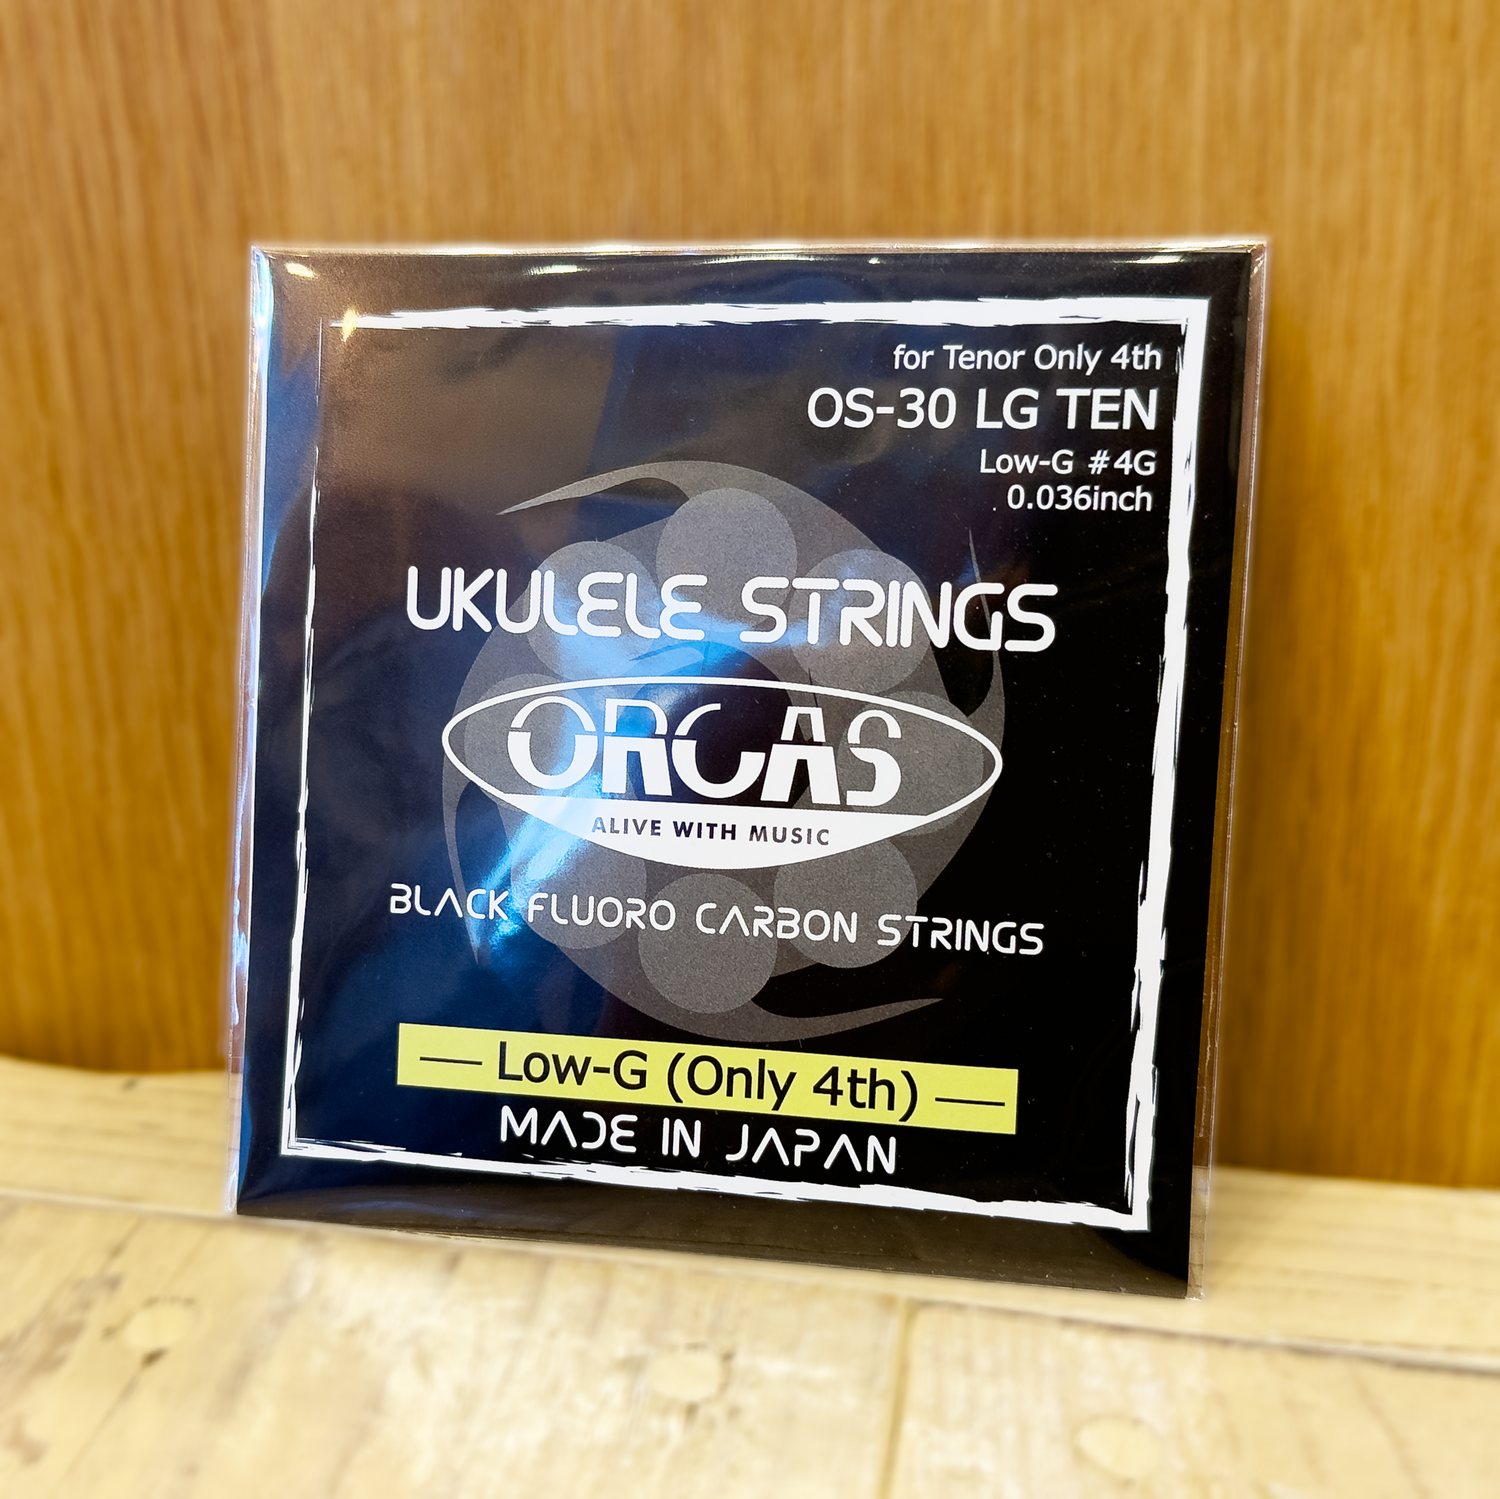 for Tenor Only 4th
OS-30 LG TEN
Low-G #4G
0.036inch
UKULELE STRINGS
ORCAS
ALIVE WITH MUSIC
BLACK FLUORO CARBON STRINGS
— Low-G (Only 4th) —
MADE IN JAPAN